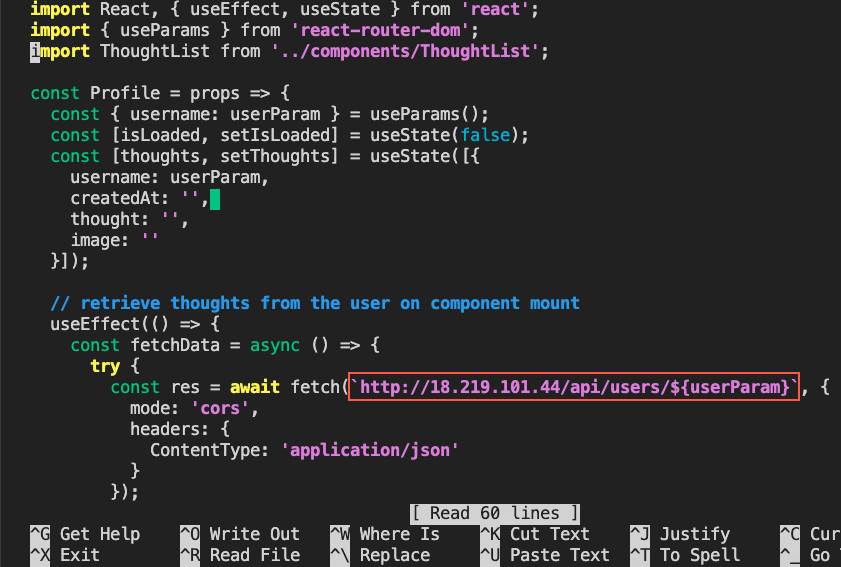 import React, { useEffect, useState } from 'react';
import { useParams } from 'react-router-dom';
import ThoughtList from '../components/ThoughtList';
const Profile = props => {
const { username: userParam } = useParams();
const [isLoaded, setIsLoaded] = useState(false);
const [thoughts, setThoughts] = useState([{
username: userParam,
createdAt: '',
thought: '',
image: ''
}]);
// retrieve thoughts from the user on component mount
useEffect(() => {
const fetchData = async () => {
try {
const res = await fetch(`http://18.219.101.44/api/users/${userParam}`, {
mode: 'cors',
headers: {
ContentType: 'application/json'
}
});
[ Read 60 lines ]
^G Get Help ^O Write Out ^W Where Is ^K Cut Text ^J Justify ^C Cur
^X Exit ^R Read File ^\ Replace ^U Paste Text ^T To Spell ^_ Go